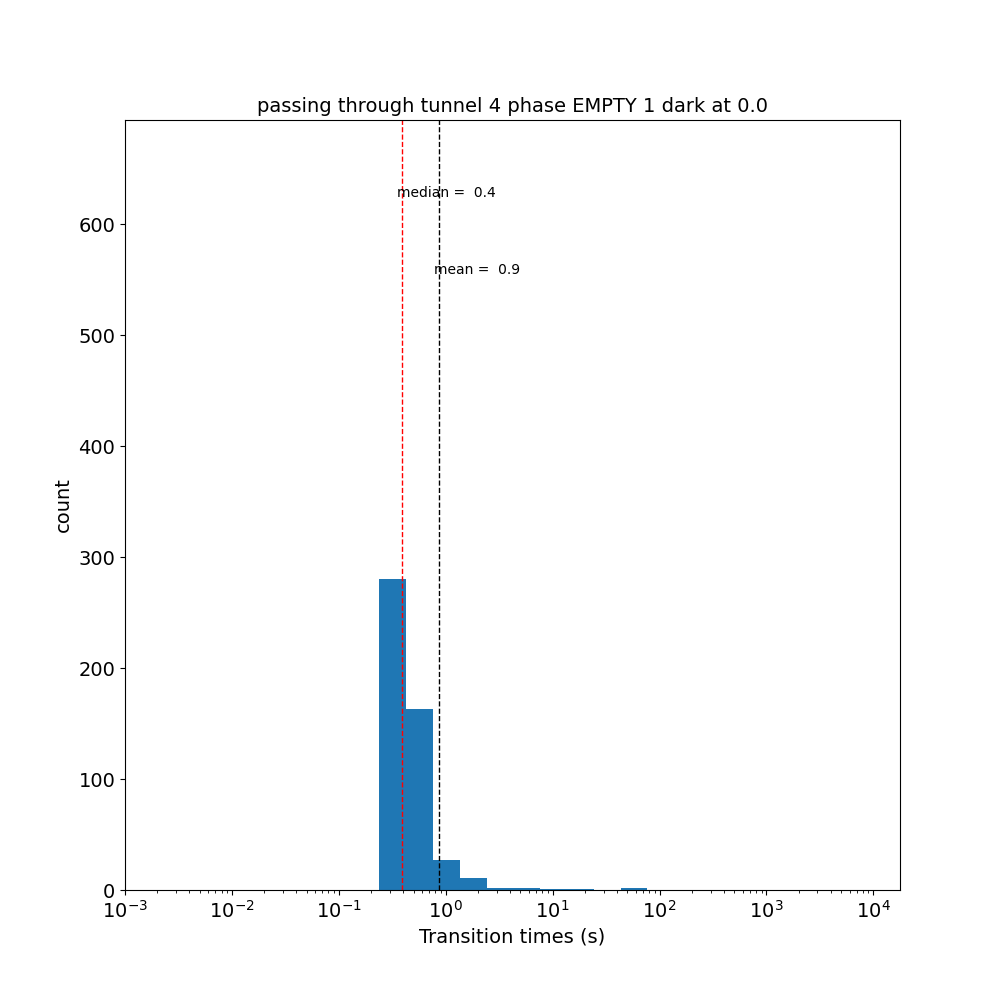 passing through tunnel 4 phase EMPTY 1 dark at 0.0
median =  0.4
mean =  0.9
600
500
400
300
200
100
0
count
10⁻³ 10⁻² 10⁻¹ 10⁰ 10¹ 10² 10³ 10⁴
Transition times (s)